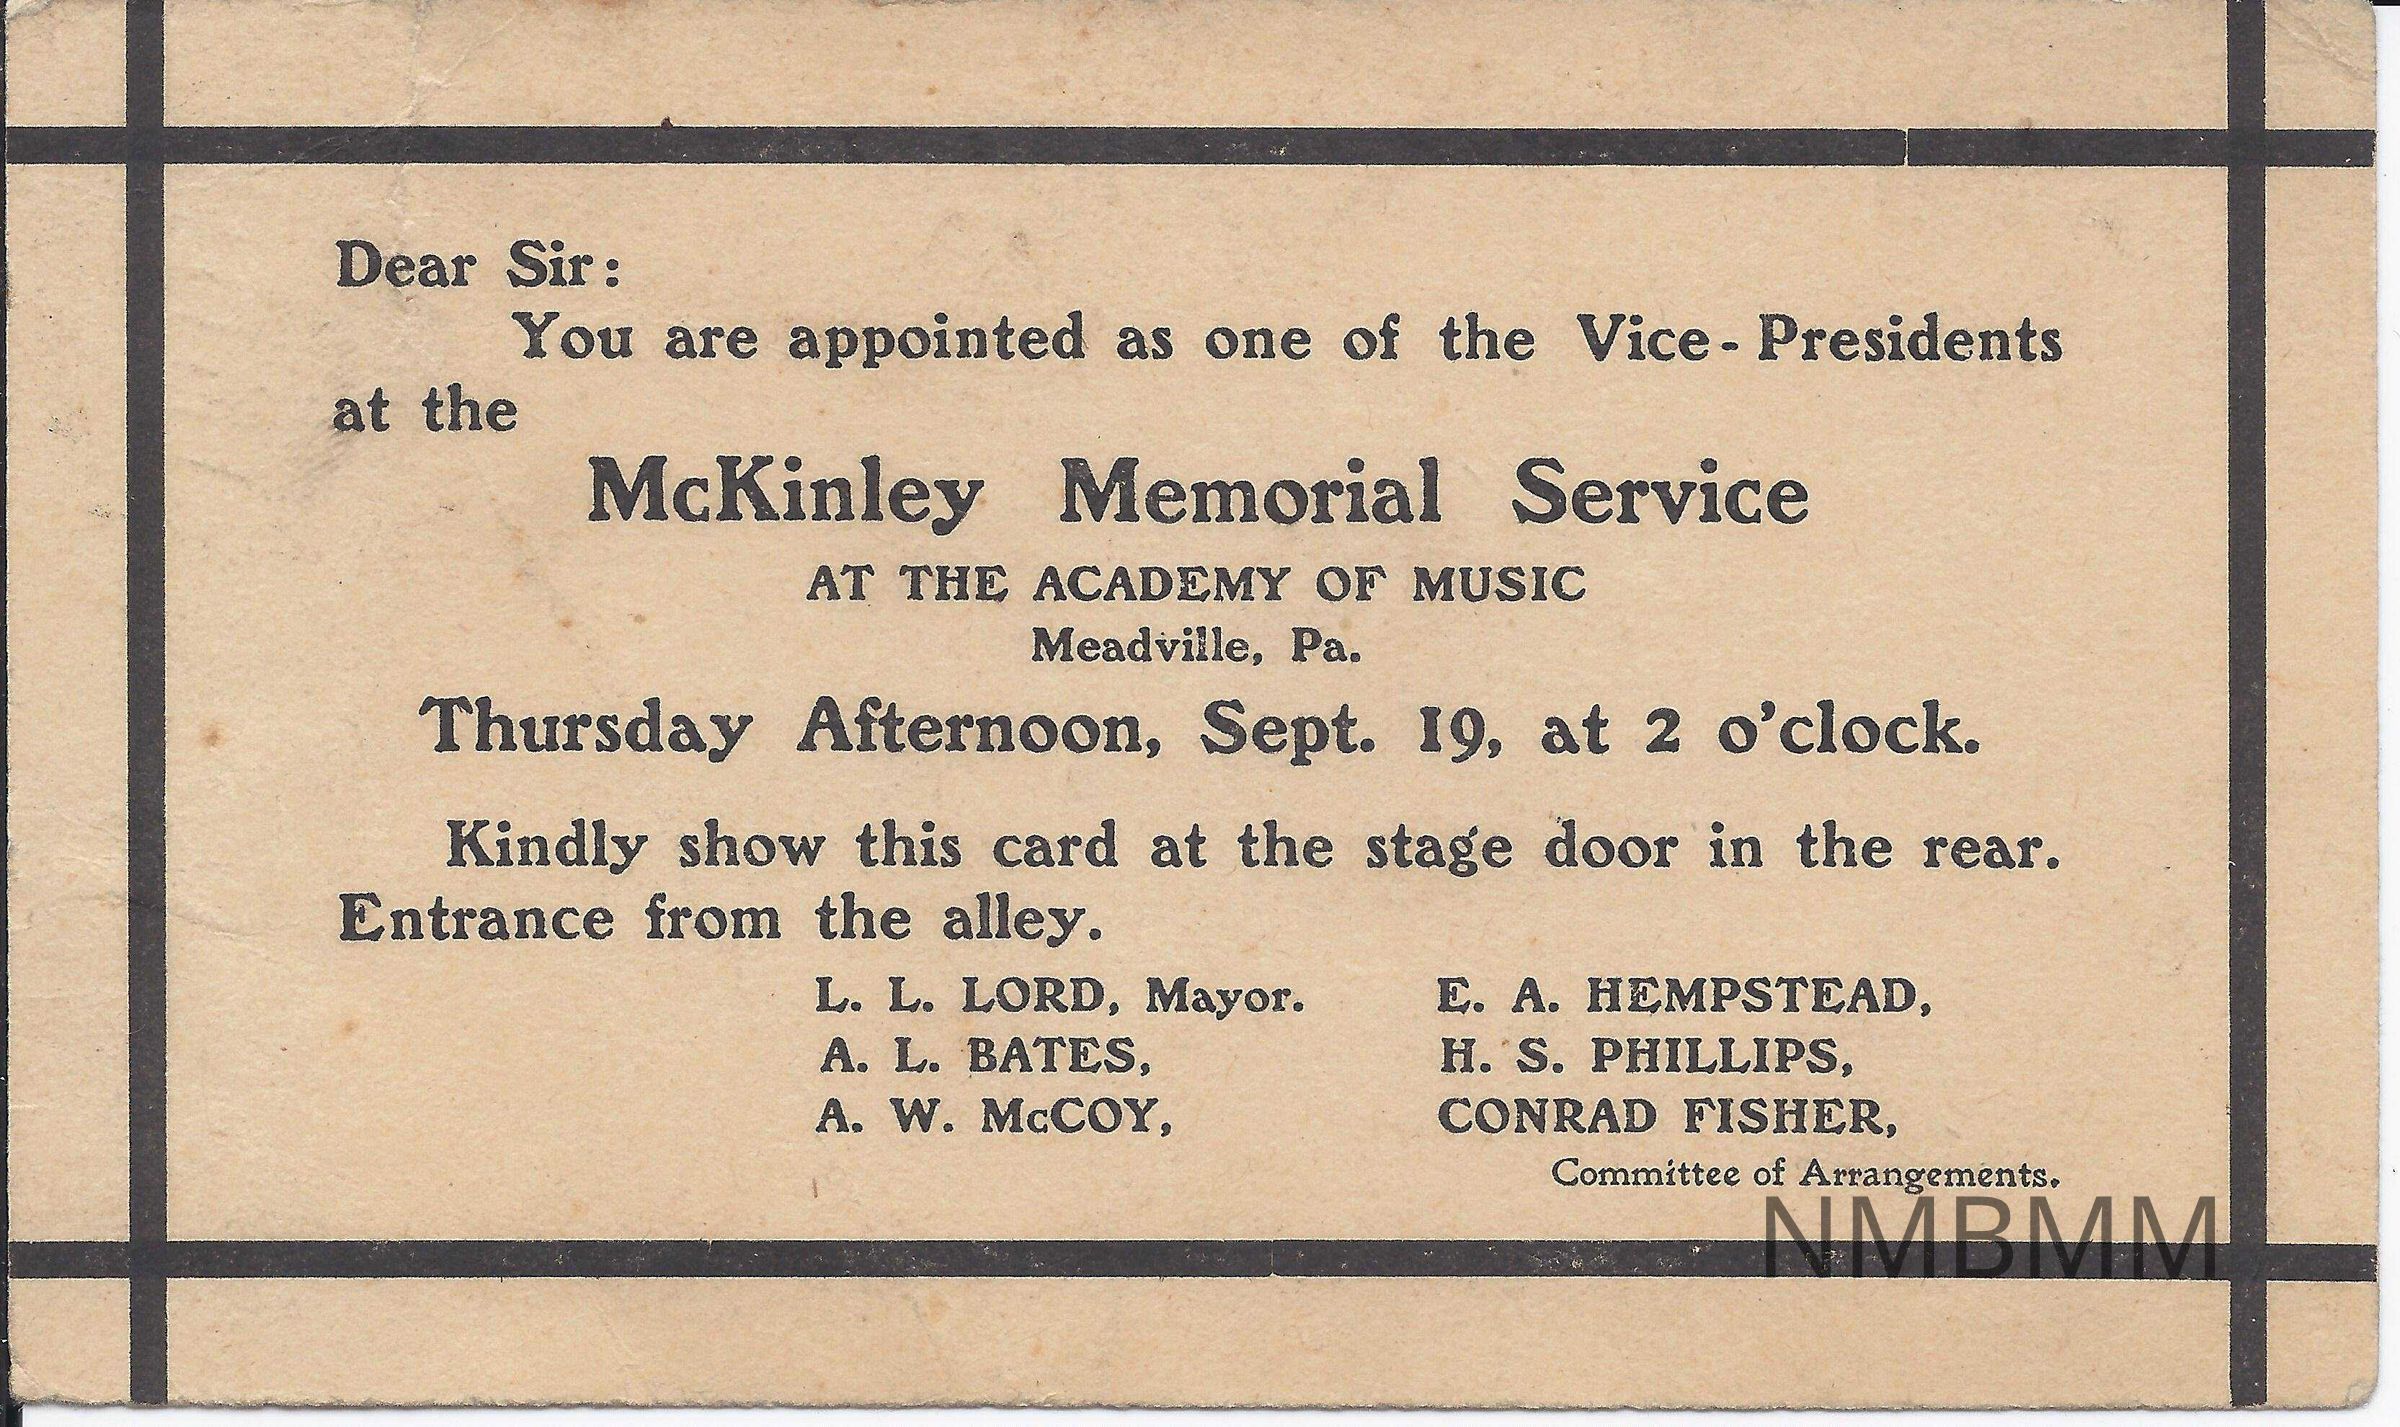 Dear Sir:
You are appointed as one of the Vice-Presidents
at the
McKinley Memorial Service
AT THE ACADEMY OF MUSIC
Meadville, Pa.
Thursday Afternoon, Sept. 19, at 2 o'clock.
Kindly show this card at the stage door in the rear.
Entrance from the alley.
L. L. LORD, Mayor. E. A. HEMPSTEAD,
A. L. BATES, H. S. PHILLIPS,
A. W. McCOY, CONRAD FISHER,
Committee of Arrangements.
NMBMM